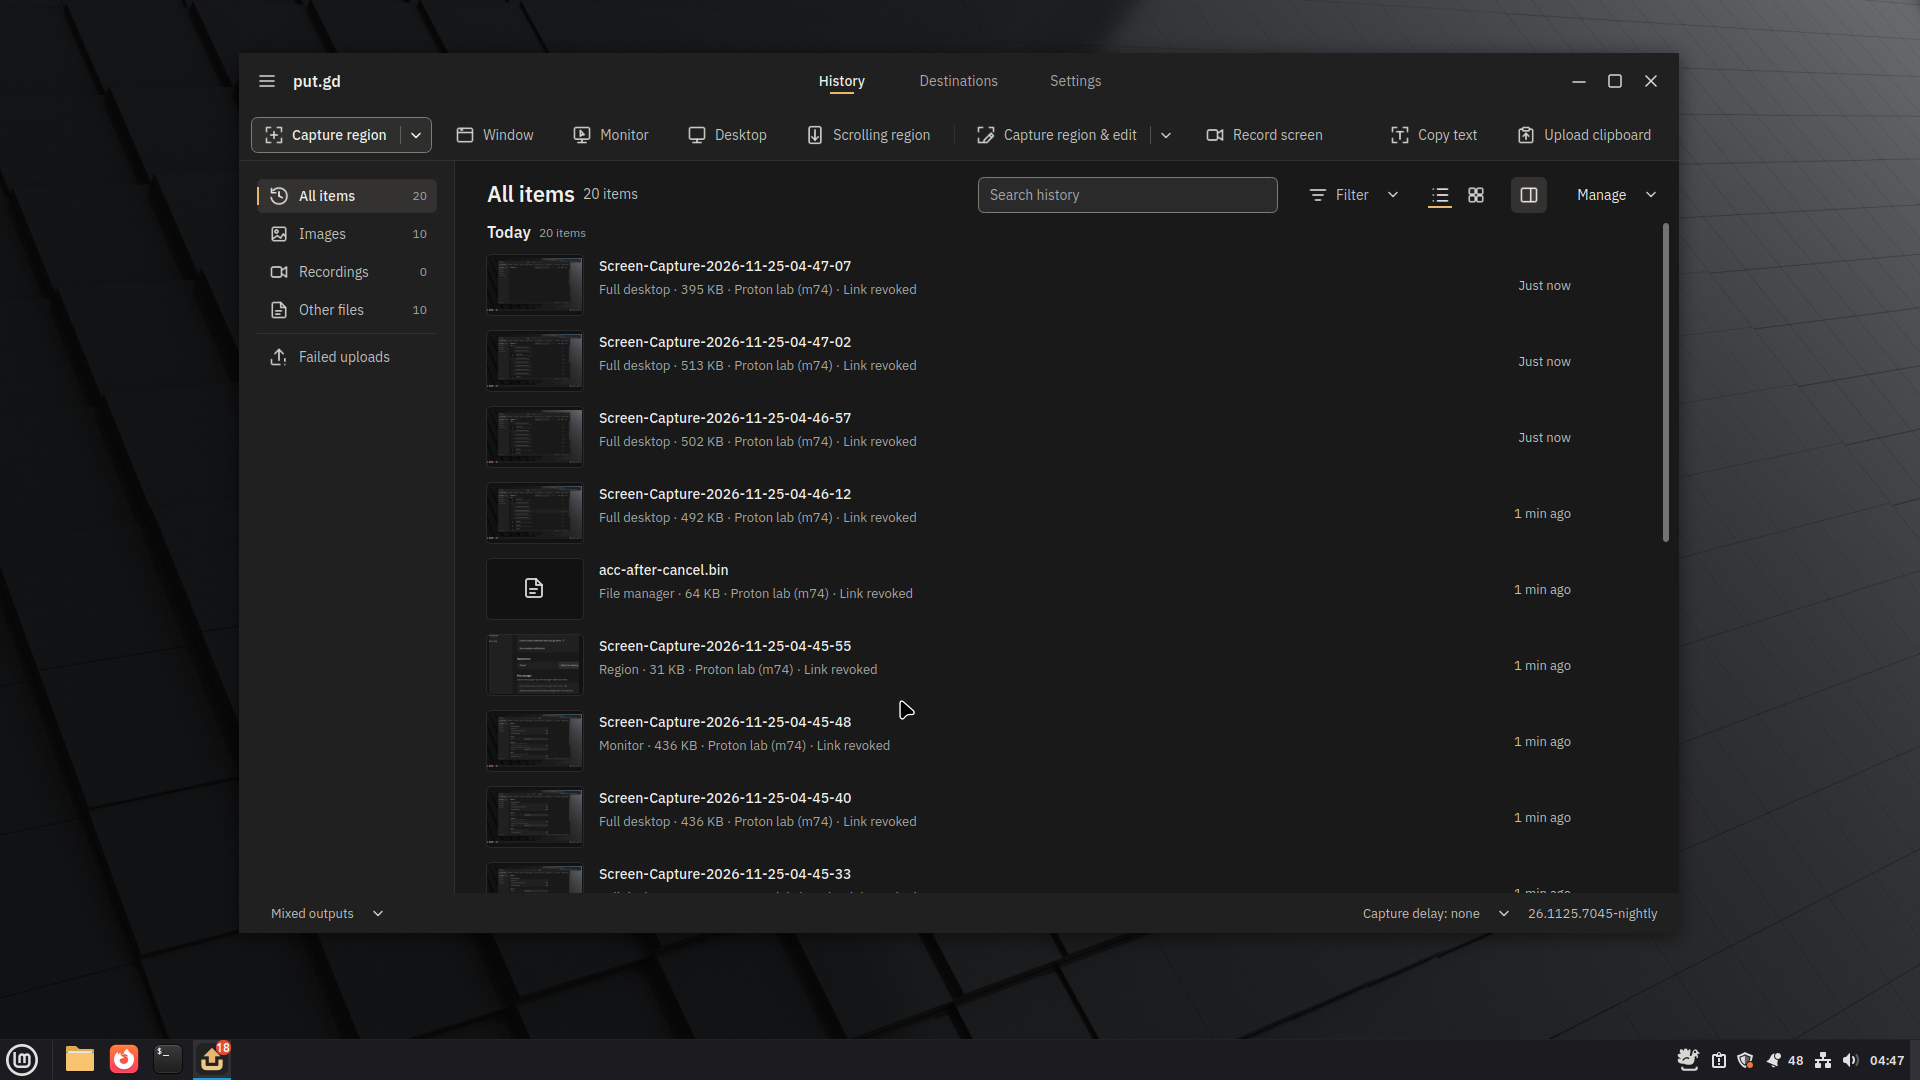 put.gd
History
Destinations
Settings
Capture region
Window
Monitor
Desktop
Scrolling region
Capture region & edit
Record screen
Copy text
Upload clipboard
All items 20
Images 10
Recordings 0
Other files 10
Failed uploads
All items 20 items
Search history
Filter
Manage
Today 20 items
Screen-Capture-2026-11-25-04-47-07
Full desktop · 395 KB · Proton lab (m74) · Link revoked
Just now
Screen-Capture-2026-11-25-04-47-02
Full desktop · 513 KB · Proton lab (m74) · Link revoked
Just now
Screen-Capture-2026-11-25-04-46-57
Full desktop · 502 KB · Proton lab (m74) · Link revoked
Just now
Screen-Capture-2026-11-25-04-46-12
Full desktop · 492 KB · Proton lab (m74) · Link revoked
1 min ago
acc-after-cancel.bin
File manager · 64 KB · Proton lab (m74) · Link revoked
1 min ago
Screen-Capture-2026-11-25-04-45-55
Region · 31 KB · Proton lab (m74) · Link revoked
1 min ago
Screen-Capture-2026-11-25-04-45-48
Monitor · 436 KB · Proton lab (m74) · Link revoked
1 min ago
Screen-Capture-2026-11-25-04-45-40
Full desktop · 436 KB · Proton lab (m74) · Link revoked
1 min ago
Screen-Capture-2026-11-25-04-45-33
Mixed outputs
Capture delay: none
26.1125.7045-nightly
18
48
04:47